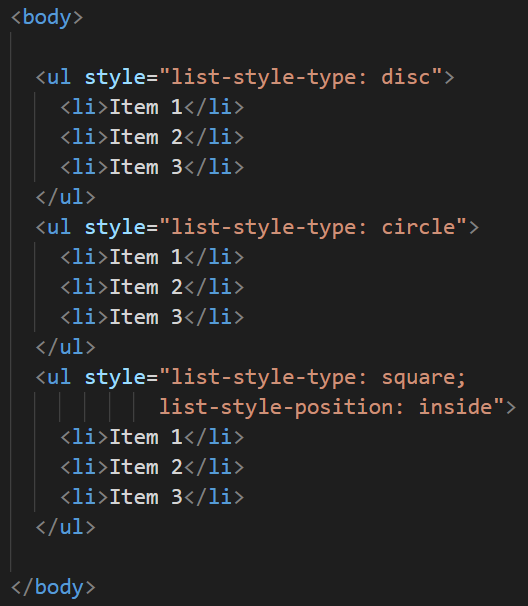 <body>
<ul style="list-style-type: disc">
<li>Item 1</li>
<li>Item 2</li>
<li>Item 3</li>
</ul>
<ul style="list-style-type: circle">
<li>Item 1</li>
<li>Item 2</li>
<li>Item 3</li>
</ul>
<ul style="list-style-type: square;
list-style-position: inside">
<li>Item 1</li>
<li>Item 2</li>
<li>Item 3</li>
</ul>
</body>